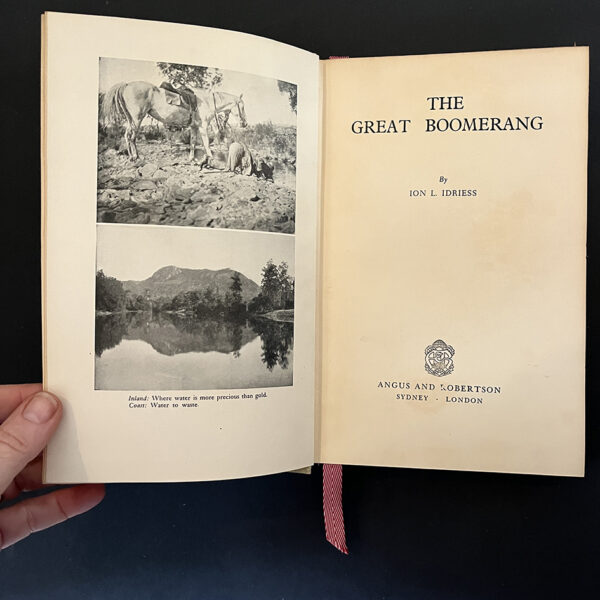 Inland: Where water is more precious than gold.
Coast: Water to waste.
THE
GREAT BOOMERANG
By
ION L. IDRIESS
ANGUS AND ROBERTSON
SYDNEY · LONDON